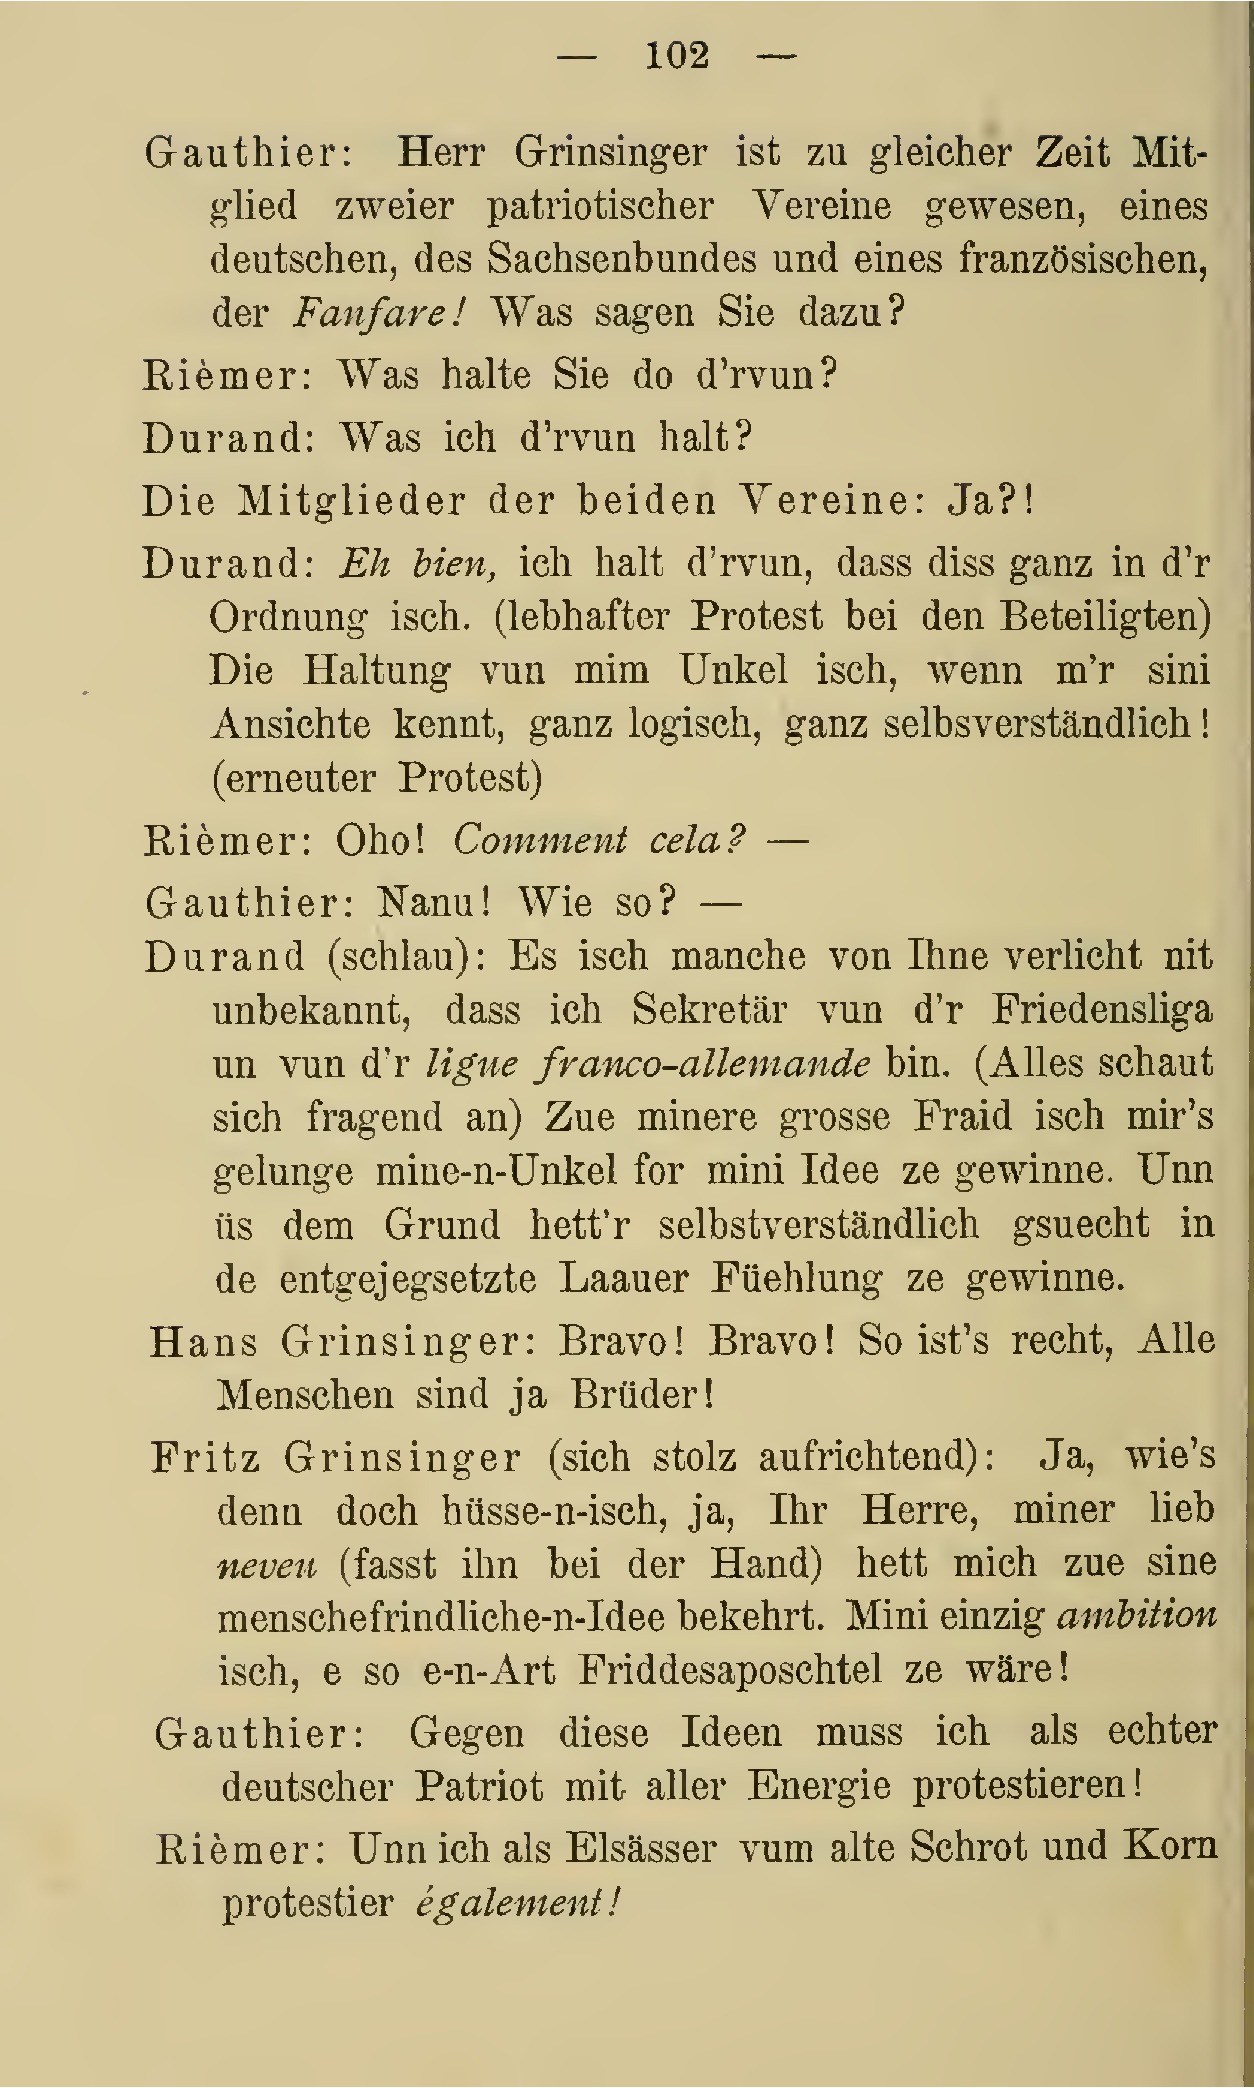 — 102 —
Gauthier: Herr Grinsinger ist zu gleicher Zeit Mit-
glied zweier patriotischer Vereine gewesen, eines
deutschen, des Sachsenbundes und eines französischen,
der Fanfare! Was sagen Sie dazu?
Rièmer: Was halte Sie do d'rvun?
Durand: Was ich d'rvun halt?
Die Mitglieder der beiden Vereine: Ja?!
Durand: Eh bien, ich halt d'rvun, dass diss ganz in d'r
Ordnung isch. (lebhafter Protest bei den Beteiligten)
Die Haltung vun mim Unkel isch, wenn m'r sini
Ansichte kennt, ganz logisch, ganz selbsverständlich!
(erneuter Protest)
Rièmer: Oho! Comment cela? —
Gauthier: Nanu! Wie so? —
Durand (schlau): Es isch manche von Ihne verlicht nit
unbekannt, dass ich Sekretär vun d'r Friedensliga
un vun d'r ligue franco-allemande bin. (Alles schaut
sich fragend an) Zue minere grosse Fraid isch mir's
gelunge mine-n-Unkel for mini Idee ze gewinne. Unn
üs dem Grund hett'r selbstverständlich gsuecht in
de entgejegsetzte Laauer Füehlung ze gewinne.
Hans Grinsinger: Bravo! Bravo! So ist's recht, Alle
Menschen sind ja Brüder!
Fritz Grinsinger (sich stolz aufrichtend): Ja, wie's
denn doch hüsse-n-isch, ja, Ihr Herre, miner lieb
neveu (fasst ihn bei der Hand) hett mich zue sine
menschefrindliche-n-Idee bekehrt. Mini einzig ambition
isch, e so e-n-Art Friddesaposchtel ze wäre!
Gauthier: Gegen diese Ideen muss ich als echter
deutscher Patriot mit aller Energie protestieren!
Rièmer: Unn ich als Elsässer vum alte Schrot und Korn
protestier également!